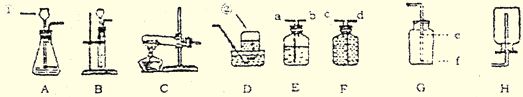 ① ② a b c d e f
A B C D E F G H